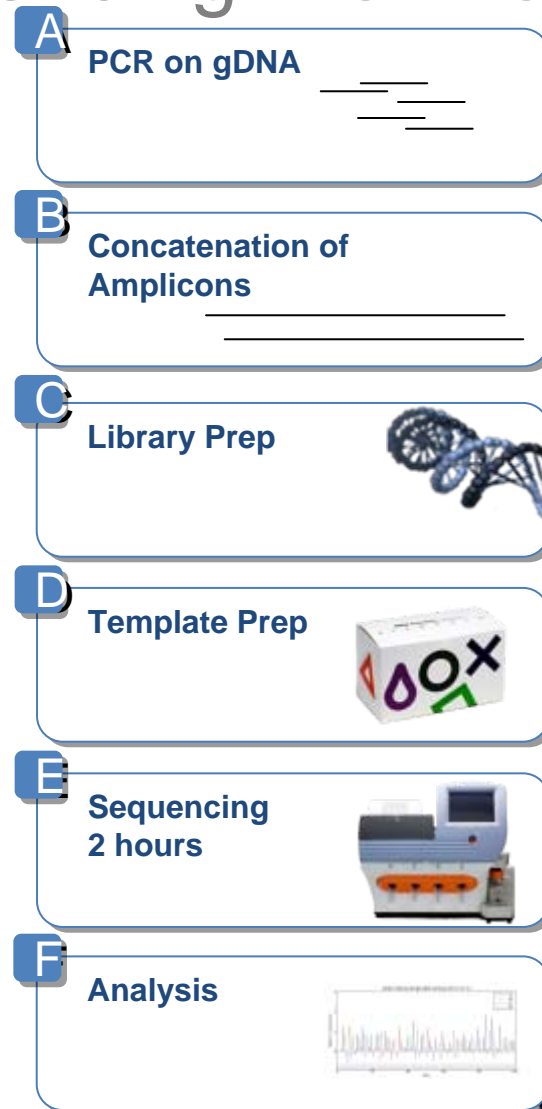 A
PCR on gDNA
B
Concatenation of
Amplicons
C
Library Prep
D
Template Prep
E
Sequencing
2 hours
F
Analysis